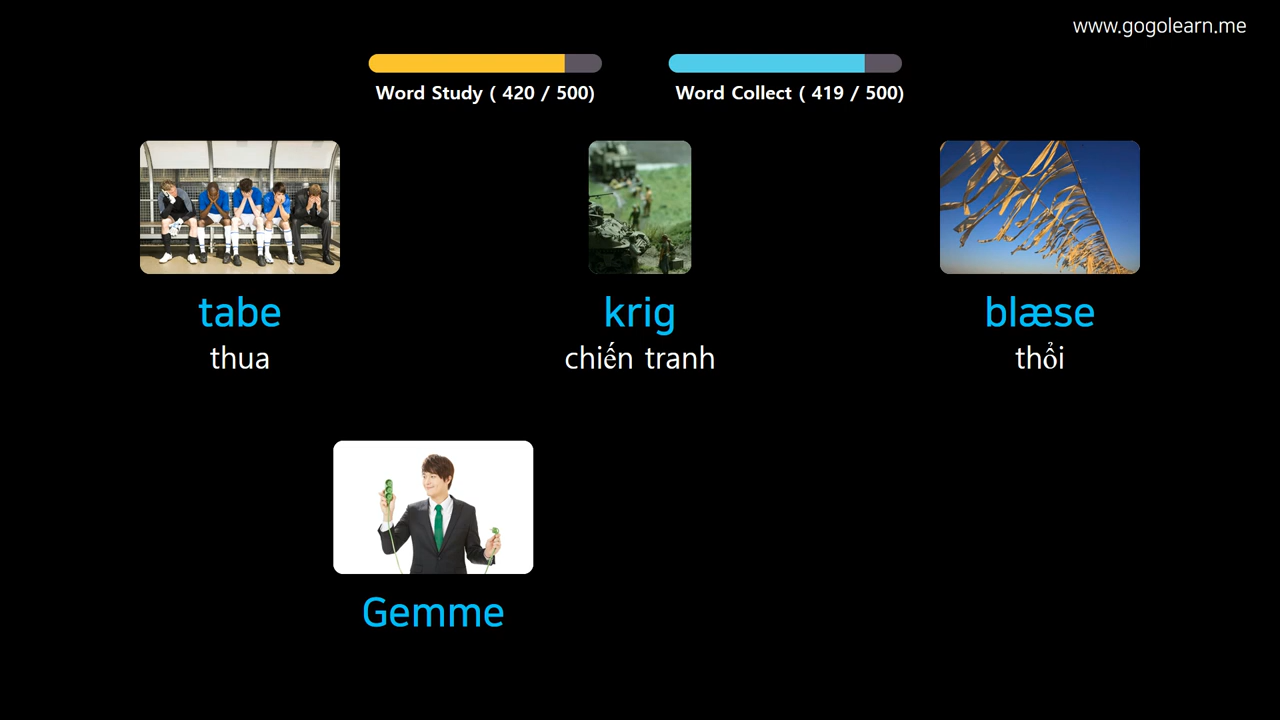 www.gogolearn.me
Word Study ( 420 / 500)
Word Collect ( 419 / 500)
tabe
thua
krig
chiến tranh
blæse
thổi
Gemme